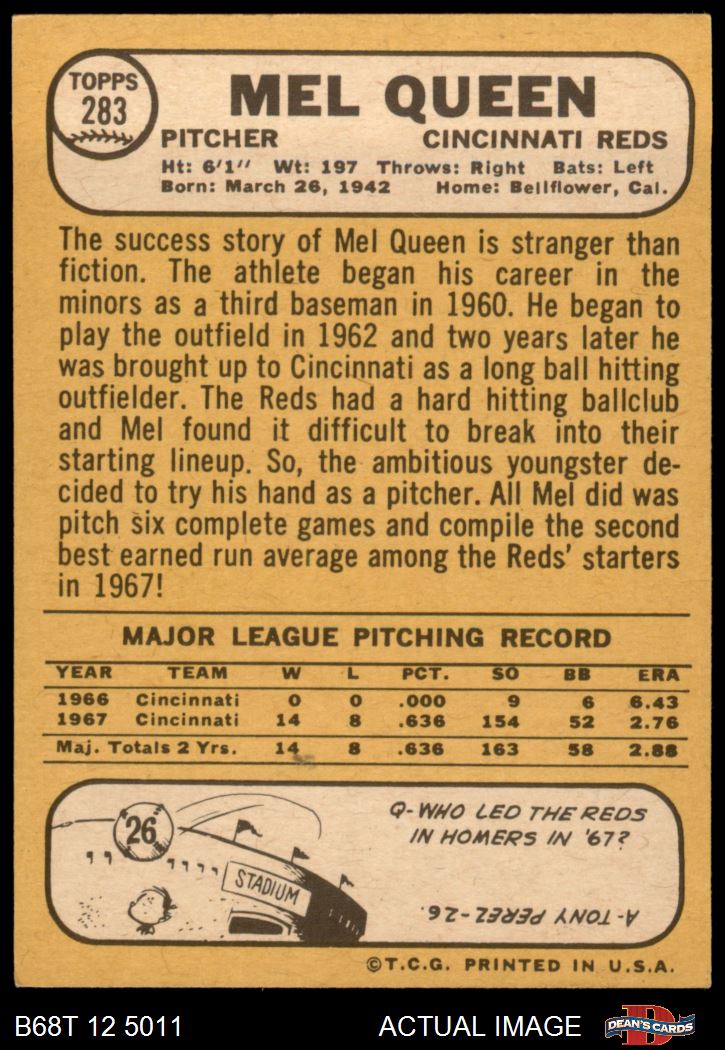 TOPPS
283
MEL QUEEN
PITCHER CINCINNATI REDS
Ht: 6'1" Wt: 197 Throws: Right Bats: Left
Born: March 26, 1942 Home: Bellflower, Cal.
The success story of Mel Queen is stranger than
fiction. The athlete began his career in the
minors as a third baseman in 1960. He began to
play the outfield in 1962 and two years later he
was brought up to Cincinnati as a long ball hitting
outfielder. The Reds had a hard hitting ballclub
and Mel found it difficult to break into their
starting lineup. So, the ambitious youngster de-
cided to try his hand as a pitcher. All Mel did was
pitch six complete games and compile the second
best earned run average among the Reds' starters
in 1967!
MAJOR LEAGUE PITCHING RECORD
YEAR TEAM W L PCT. SO BB ERA
1966 Cincinnati 0 0 .000 9 6 6.43
1967 Cincinnati 14 8 .636 154 52 2.76
Maj. Totals 2 Yrs. 14 8 .636 163 58 2.88
26
STADIUM
Q-WHO LED THE REDS
IN HOMERS IN '67?
A-TONY PEREZ-26.
©T.C.G. PRINTED IN U.S.A.
B68T 12 5011 ACTUAL IMAGE DEAN'S CARDS